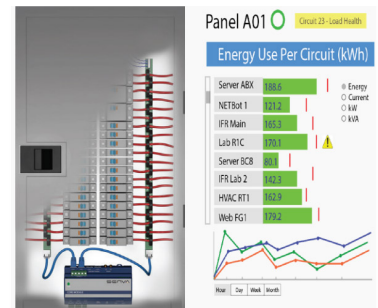 Panel A01
Circuit 23 - Load Health
Energy Use Per Circuit (kWh)
Server ABX 188.6
NETBot 1 121.2
IFR Main 165.3
Lab R1C 170.1
Server BC8 80.1
IFR Lab 2 142.3
HVAC RT1 162.9
Web FG1 179.2
Energy
Current
kW
kVA
Hour Day Week Month